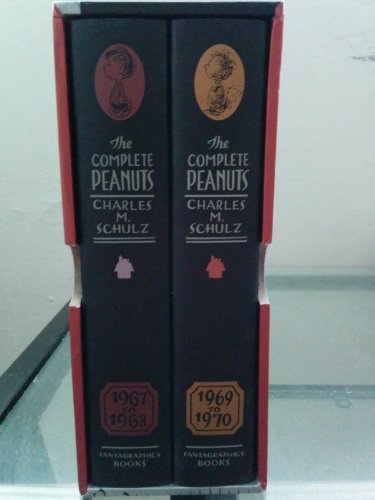 The
COMPLETE
PEANUTS
CHARLES
M.
SCHULZ
1967
TO
1968
FANTAGRAPHICS
BOOKS
The
COMPLETE
PEANUTS
CHARLES
M.
SCHULZ
1969
TO
1970
FANTAGRAPHICS
BOOKS